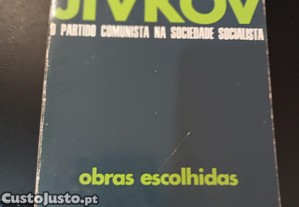 JIVKOV
O PARTIDO COMUNISTA NA SOCIEDADE SOCIALISTA
obras escolhidas
CustoJusto.pt